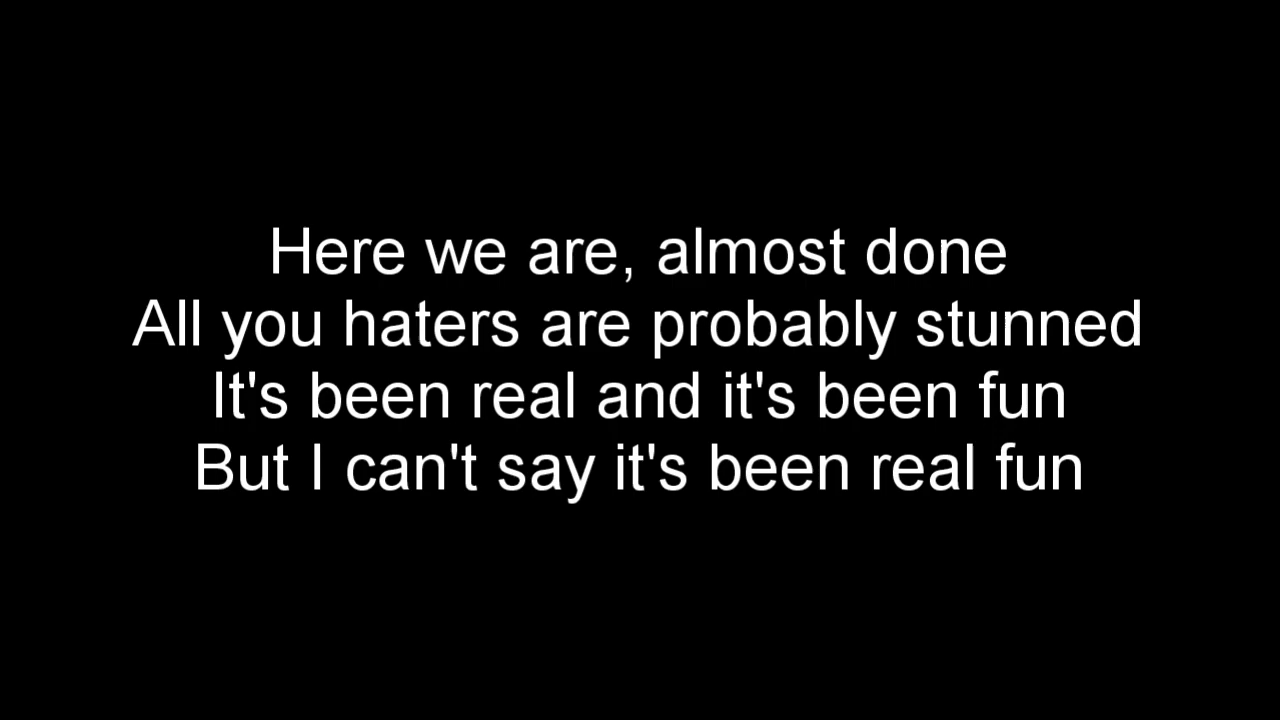 Here we are, almost done
All you haters are probably stunned
It's been real and it's been fun
But I can't say it's been real fun